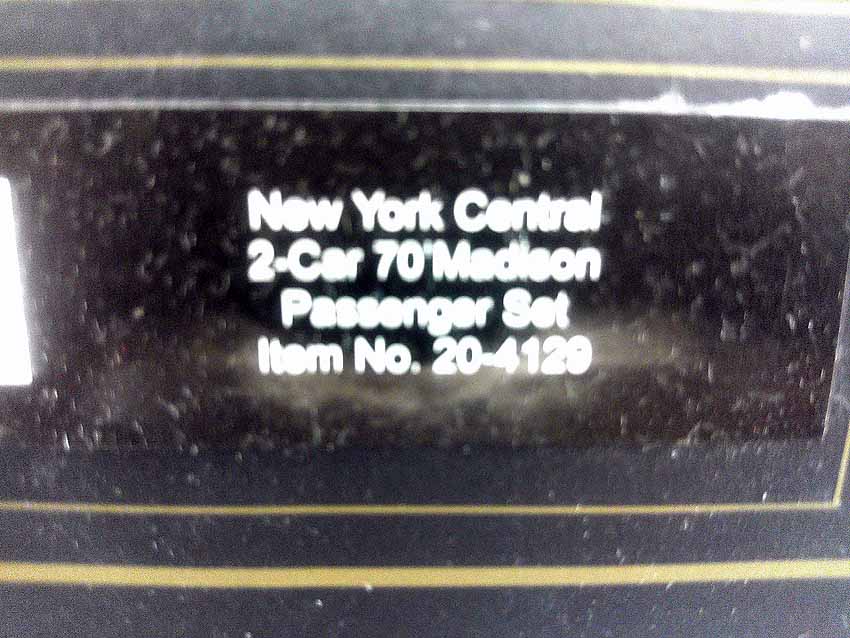 New York Central
2-Car 70' Madison
Passenger Set
Item No. 20-4129